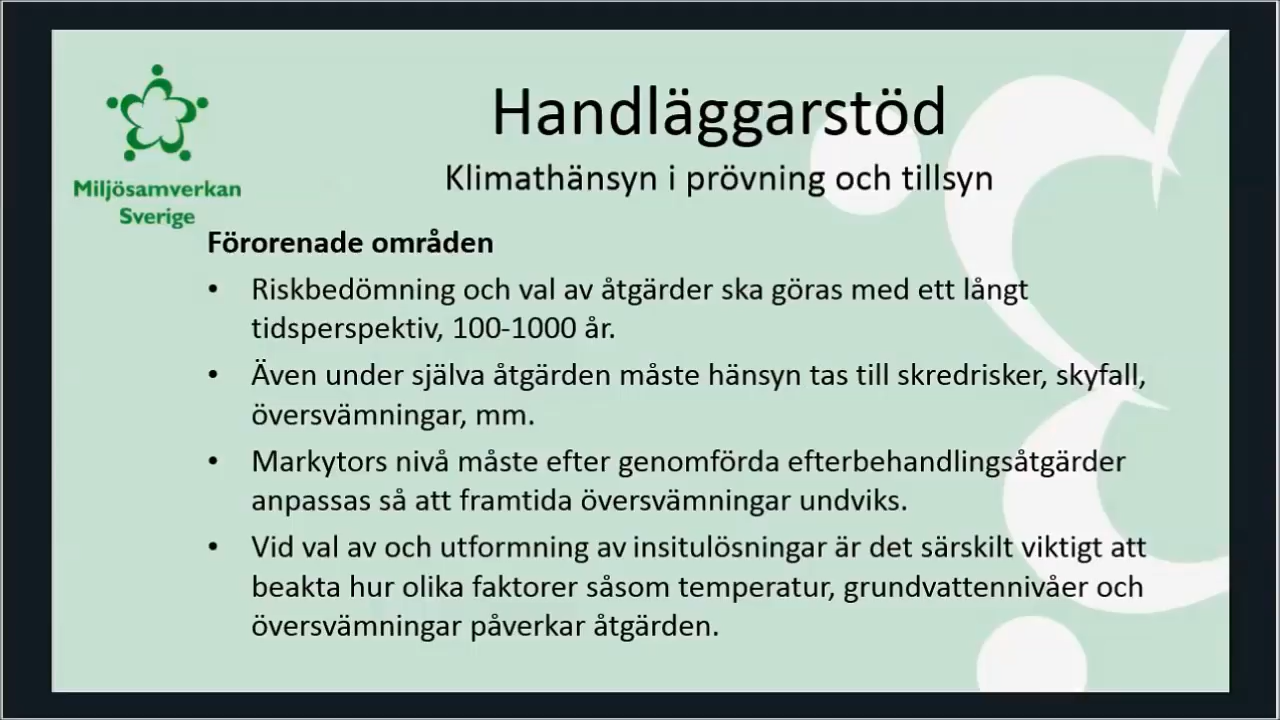 Handläggarstöd
Klimathänsyn i prövning och tillsyn
Miljösamverkan
Sverige
Förorenade områden
• Riskbedömning och val av åtgärder ska göras med ett långt
tidsperspektiv, 100-1000 år.
• Även under själva åtgärden måste hänsyn tas till skredrisker, skyfall,
översvämningar, mm.
• Markytors nivå måste efter genomförda efterbehandlingsåtgärder
anpassas så att framtida översvämningar undviks.
• Vid val av och utformning av insitulösningar är det särskilt viktigt att
beakta hur olika faktorer såsom temperatur, grundvattennivåer och
översvämningar påverkar åtgärden.